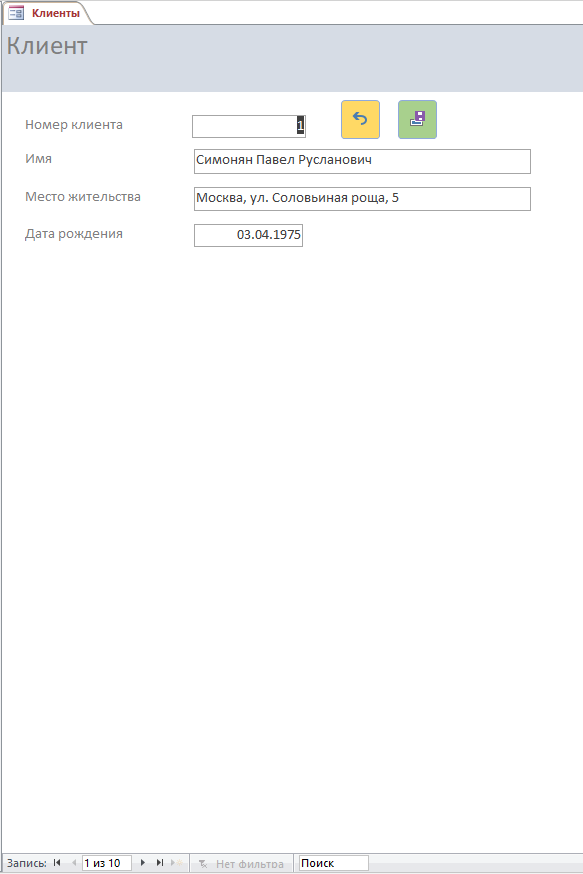 Клиенты
Клиент
Номер клиента 1
Имя Симонян Павел Русланович
Место жительства Москва, ул. Соловьиная роща, 5
Дата рождения 03.04.1975
Запись: 1 из 10 Нет фильтра Поиск